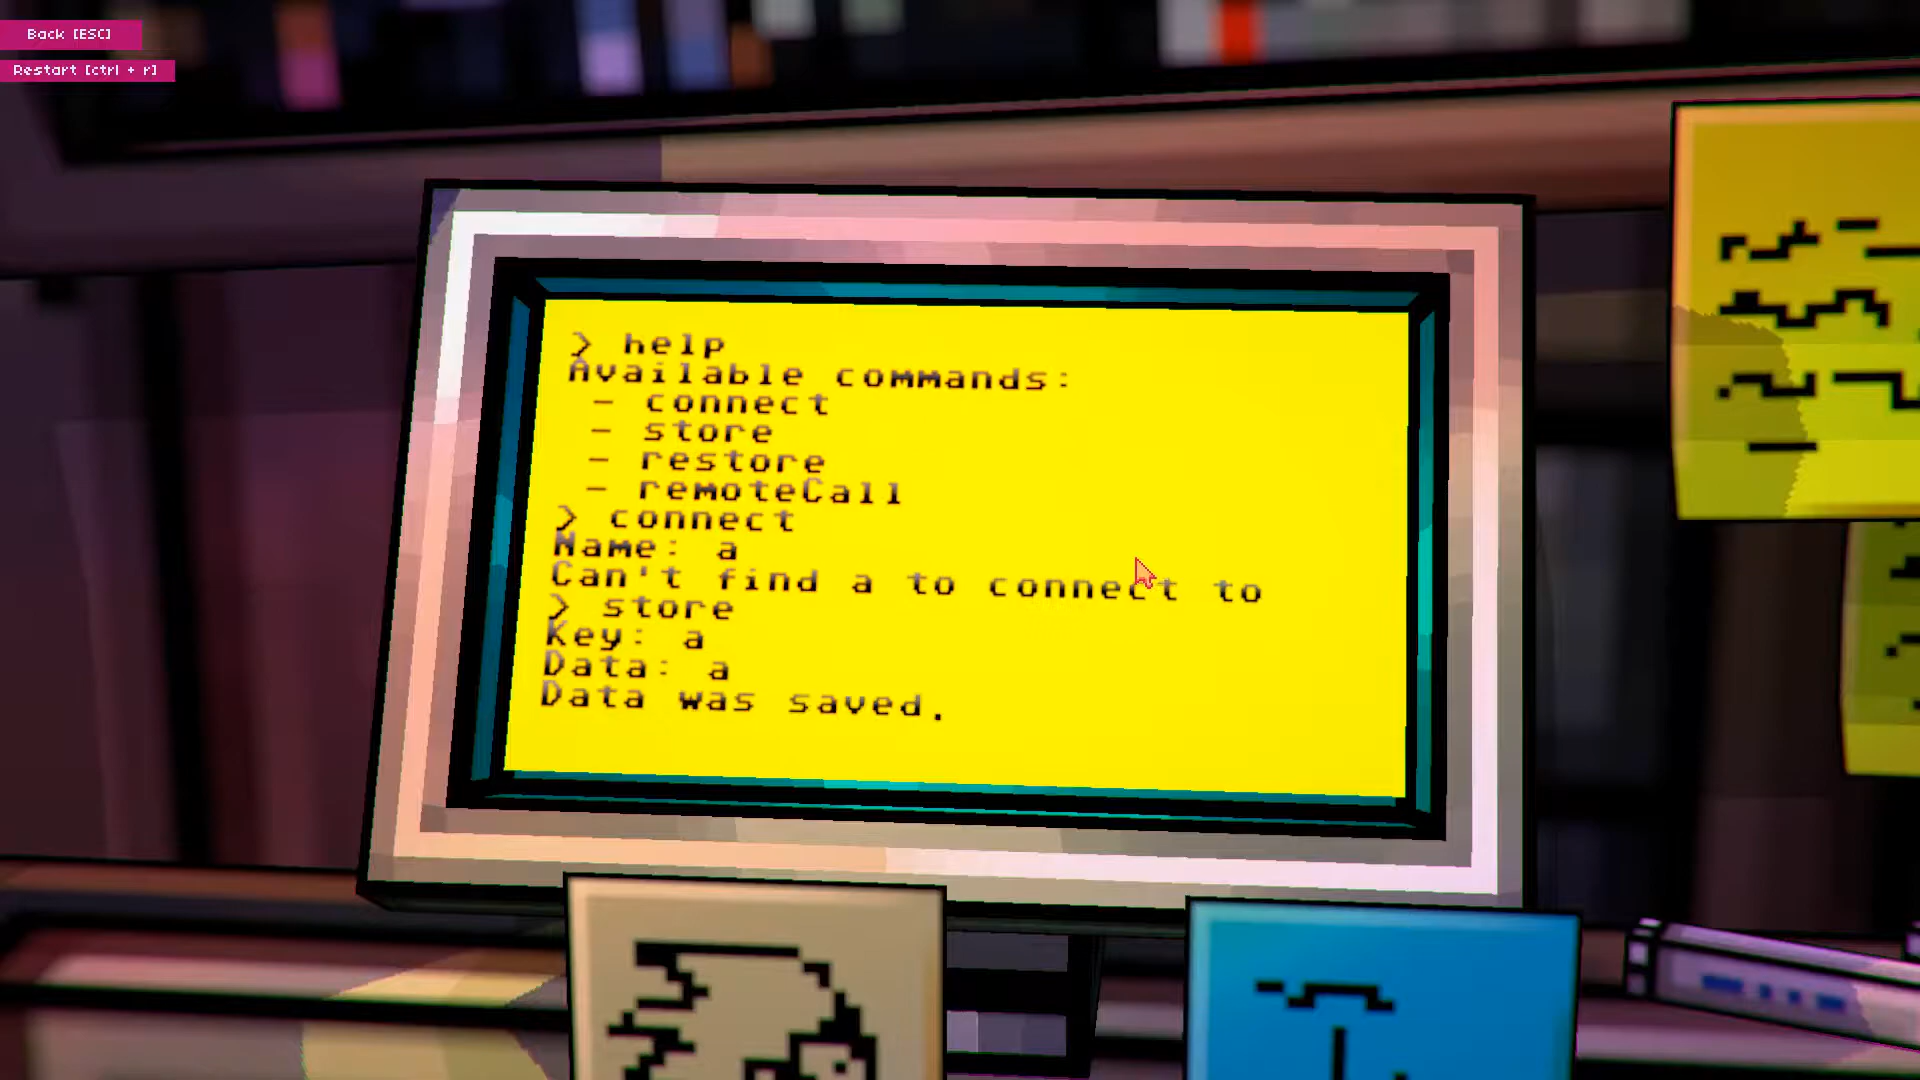 Back [ESC]
Restart [ctrl + r]
> help
Available commands:
- connect
- store
- restore
- remoteCall
> connect
Name: a
Can't find a to connect to
> store
Key: a
Data: a
Data was saved.